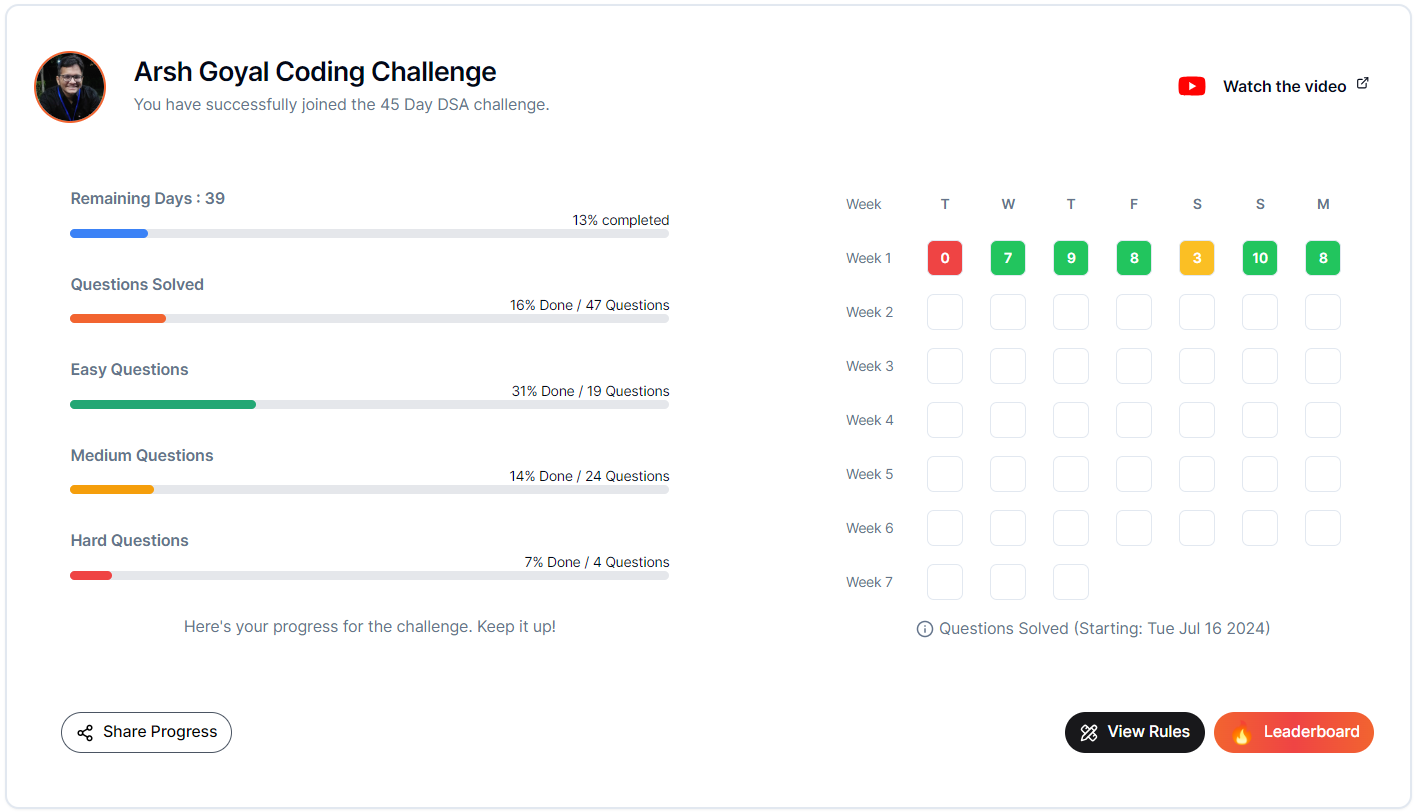 Arsh Goyal Coding Challenge
You have successfully joined the 45 Day DSA challenge.
Watch the video
Remaining Days : 39
13% completed
Questions Solved
16% Done / 47 Questions
Easy Questions
31% Done / 19 Questions
Medium Questions
14% Done / 24 Questions
Hard Questions
7% Done / 4 Questions
Here's your progress for the challenge. Keep it up!
Week T W T F S S M
Week 1 0 7 9 8 3 10 8
Week 2
Week 3
Week 4
Week 5
Week 6
Week 7
Questions Solved (Starting: Tue Jul 16 2024)
Share Progress
View Rules
Leaderboard